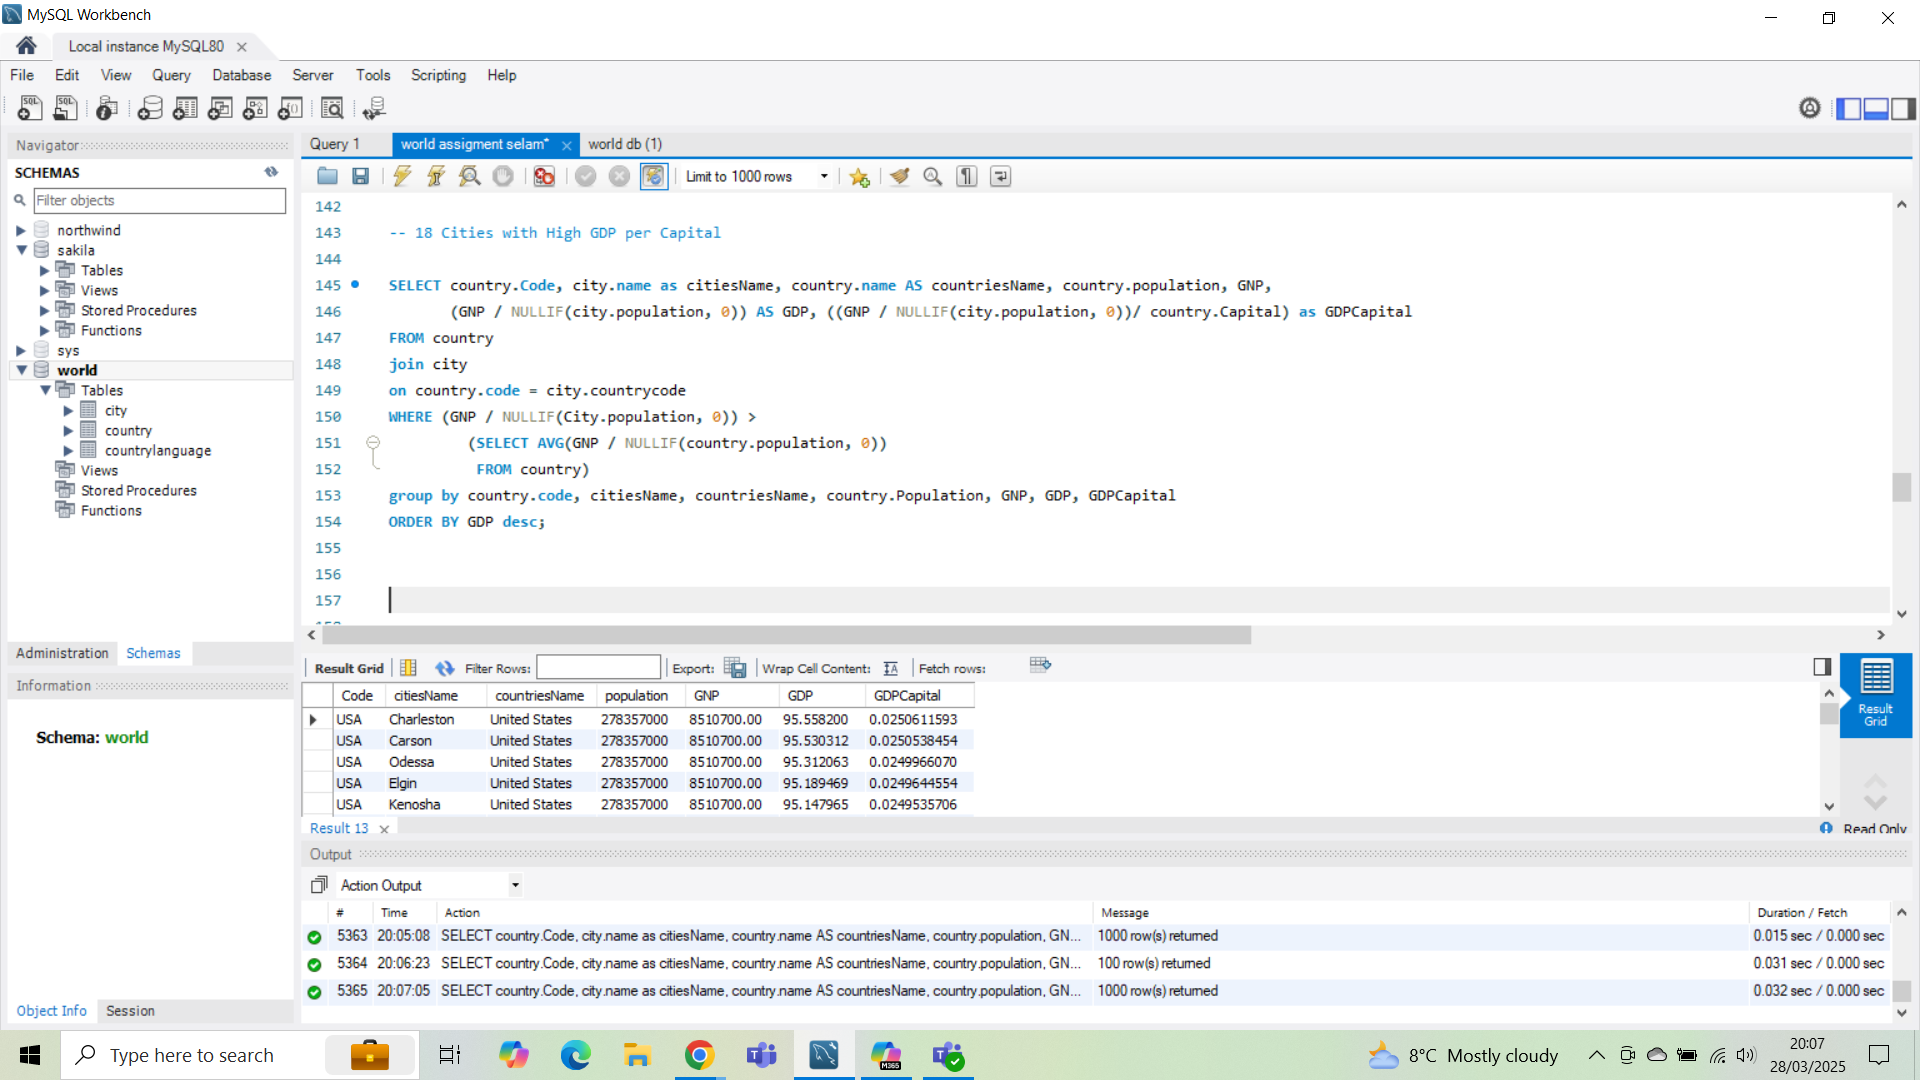 MySQL Workbench
Local instance MySQL80
File Edit View Query Database Server Tools Scripting Help
Navigator
SCHEMAS
Filter objects
northwind
sakila
Tables
Views
Stored Procedures
Functions
sys
world
Tables
city
country
countrylanguage
Views
Stored Procedures
Functions
Administration Schemas
Information
Schema: world
Object Info Session
Query 1 world assigment selam* world db (1)
Limit to 1000 rows
142
143 -- 18 Cities with High GDP per Capital
144
145 SELECT country.Code, city.name as citiesName, country.name AS countriesName, country.population, GNP,
146 (GNP / NULLIF(city.population, 0)) AS GDP, ((GNP / NULLIF(city.population, 0))/ country.Capital) as GDPCapital
147 FROM country
148 join city
149 on country.code = city.countrycode
150 WHERE (GNP / NULLIF(City.population, 0)) >
151 (SELECT AVG(GNP / NULLIF(country.population, 0))
152 FROM country)
153 group by country.code, citiesName, countriesName, country.Population, GNP, GDP, GDPCapital
154 ORDER BY GDP desc;
155
156
157
Result Grid Filter Rows: Export: Wrap Cell Content: IA Fetch rows:
Code citiesName countriesName population GNP GDP GDPCapital
USA Charleston United States 278357000 8510700.00 95.558200 0.0250611593
USA Carson United States 278357000 8510700.00 95.530312 0.0250538454
USA Odessa United States 278357000 8510700.00 95.312063 0.0249966070
USA Elgin United States 278357000 8510700.00 95.189469 0.0249644554
USA Kenosha United States 278357000 8510700.00 95.147965 0.0249535706
Result Grid
Result 13
Read Only
Output
Action Output
# Time Action Message Duration / Fetch
5363 20:05:08 SELECT country.Code, city.name as citiesName, country.name AS countriesName, country.population, GN... 1000 row(s) returned 0.015 sec / 0.000 sec
5364 20:06:23 SELECT country.Code, city.name as citiesName, country.name AS countriesName, country.population, GN... 100 row(s) returned 0.031 sec / 0.000 sec
5365 20:07:05 SELECT country.Code, city.name as citiesName, country.name AS countriesName, country.population, GN... 1000 row(s) returned 0.032 sec / 0.000 sec
Type here to search
M365
8°C Mostly cloudy
20:07
28/03/2025